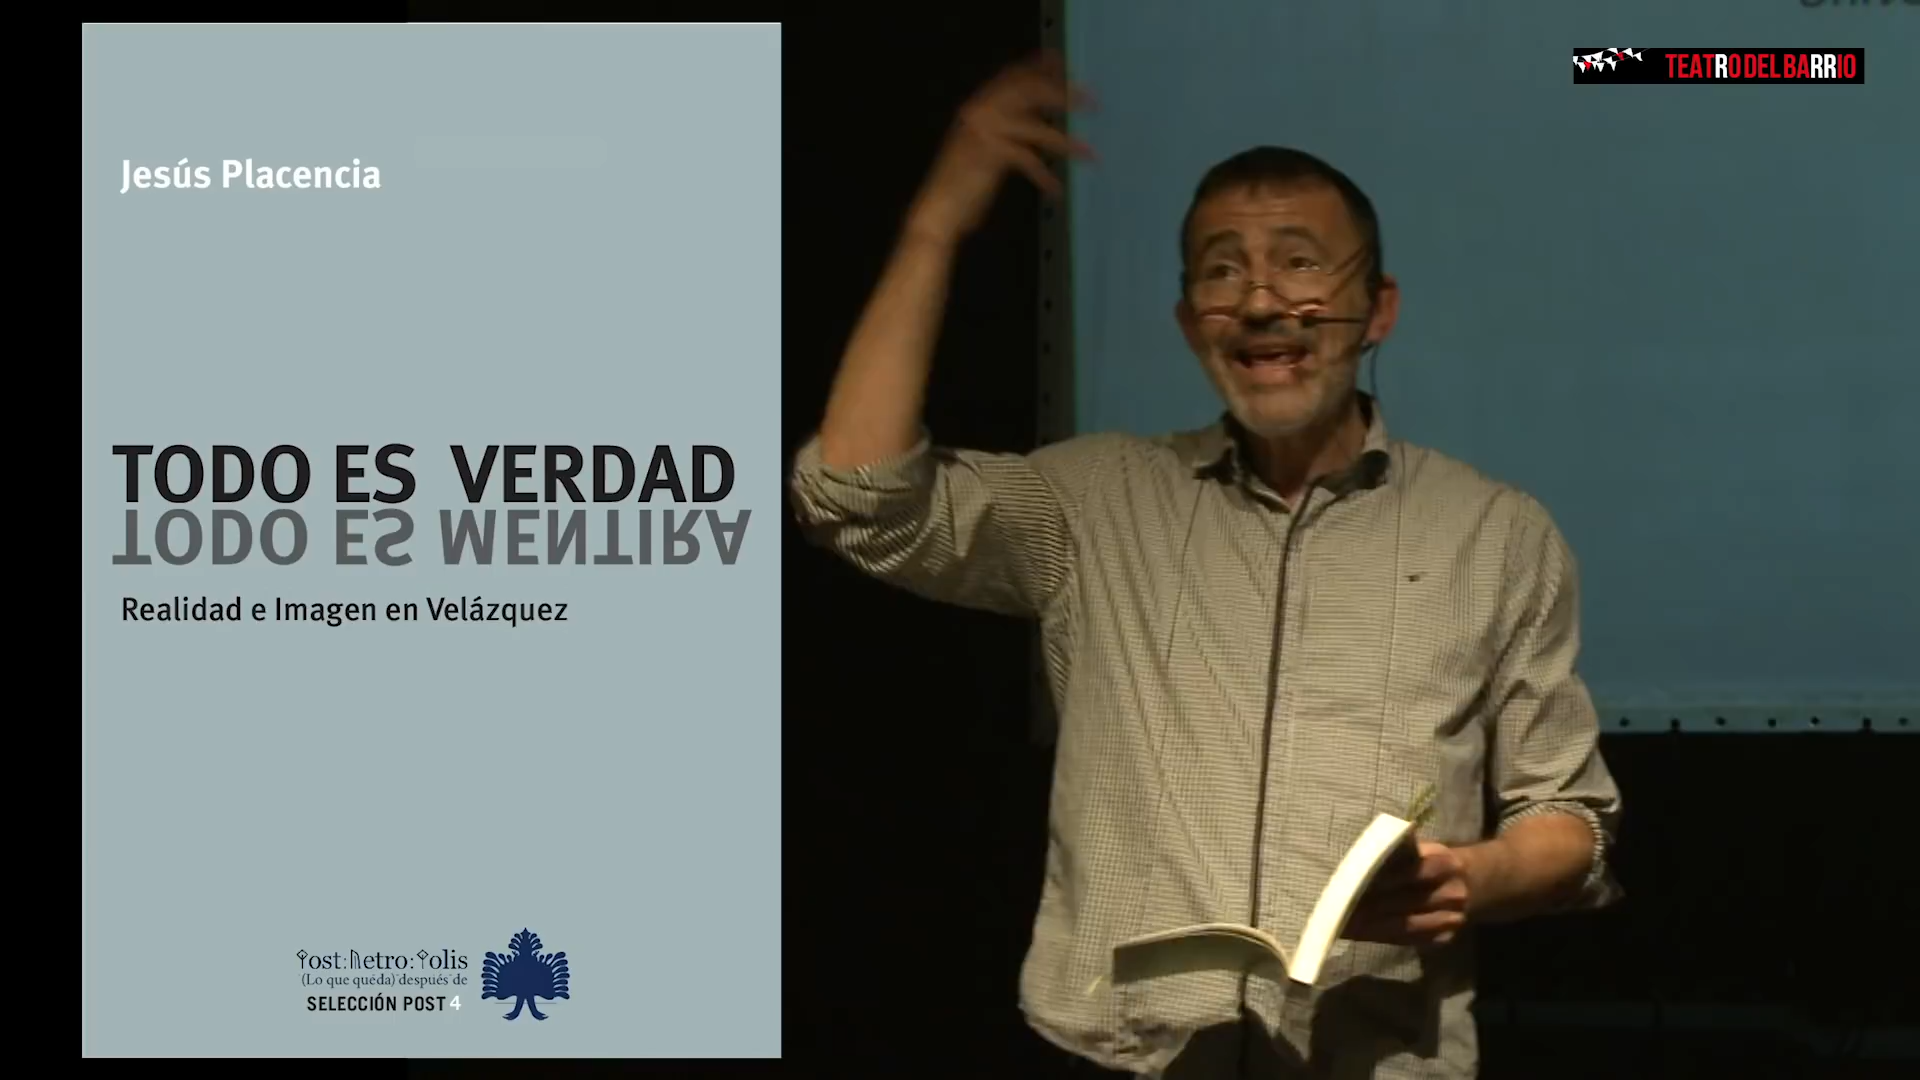 Jesús Placencia
TODO ES VERDAD
TODO ES MENTIRA
Realidad e Imagen en Velázquez
Post:Metro:Polis
(Lo que queda) después de
SELECCIÓN POST 4
TEATRO DEL BARRIO